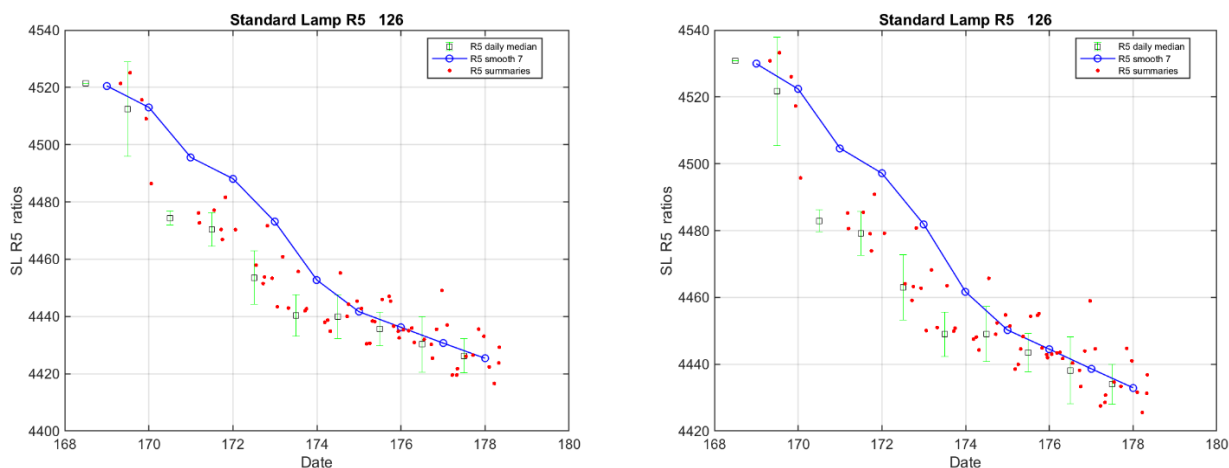 Standard Lamp R5 126
4540
4520
4500
4480
4460
4440
4420
4400
SL R5 ratios
168
170
172
174
176
178
180
Date
R5 daily median
R5 smooth 7
R5 summaries
Standard Lamp R5 126
4540
4520
4500
4480
4460
4440
4420
SL R5 ratios
168
170
172
174
176
178
180
Date
R5 daily median
R5 smooth 7
R5 summaries